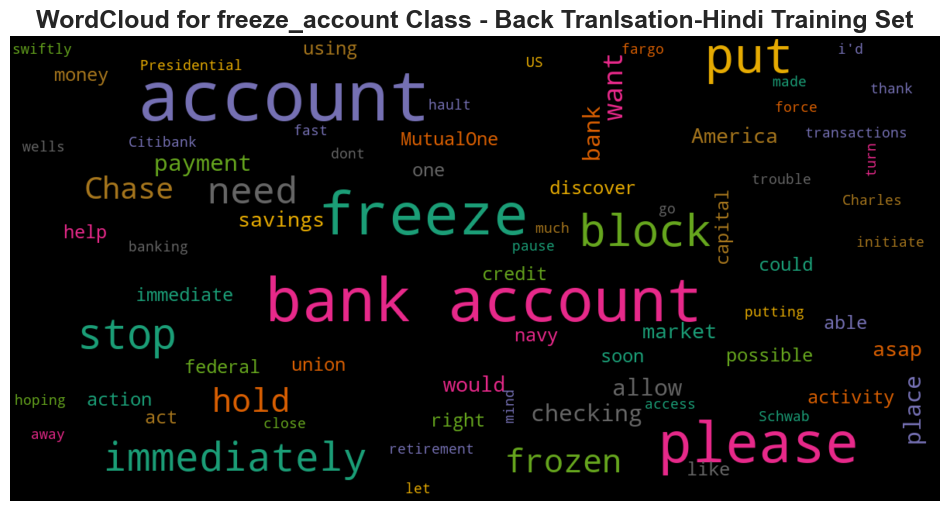 WordCloud for freeze_account Class - Back Tranlsation-Hindi Training Set
swiftly
using
fargo
put
i'd
money
Presidential
US
want
made
thank
account
hault
force
wells
Citibank
fast
MutualOne
bank
America
transactions
dont
payment
one
turn
Chase
need
savings
discover
trouble
Charles
help
freeze
much
go
block
capital
initiate
banking
pause
credit
could
immediate
bank account
putting
stop
navy
market
able
federal
union
soon
possible
asap
hoping
action
hold
would
allow
activity
act
close
right
mind
checking
access
Schwab
place
away
immediately
retirement
frozen
please
like
let